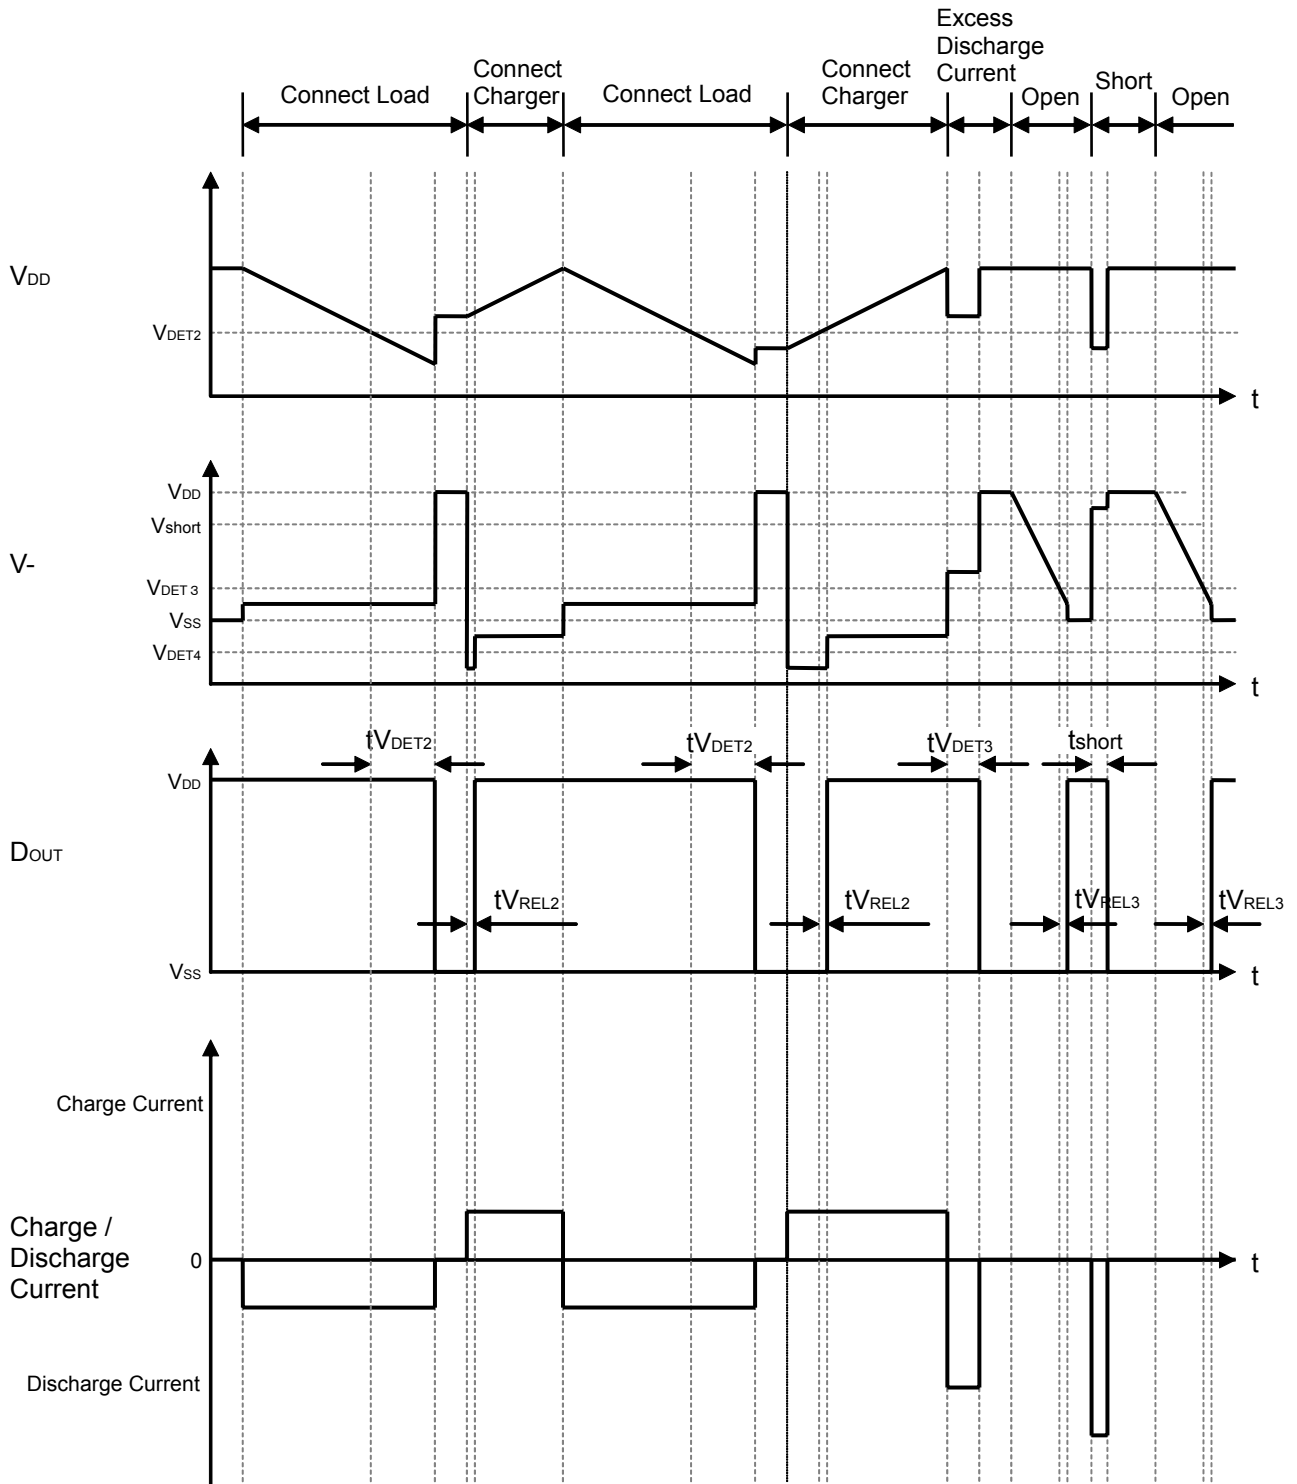 Excess
Discharge
Current
Connect Load
Connect
Charger
Connect Load
Connect
Charger
Open
Short
Open
VDD
VDET2
t
VDD
Vshort
V-
VDET3
VSS
VDET4
t
tVDET2
tVDET2
tVDET3
tshort
VDD
DOUT
tVREL2
tVREL2
tVREL3
tVREL3
VSS
t
Charge Current
Charge /
Discharge
Current
0
t
Discharge Current